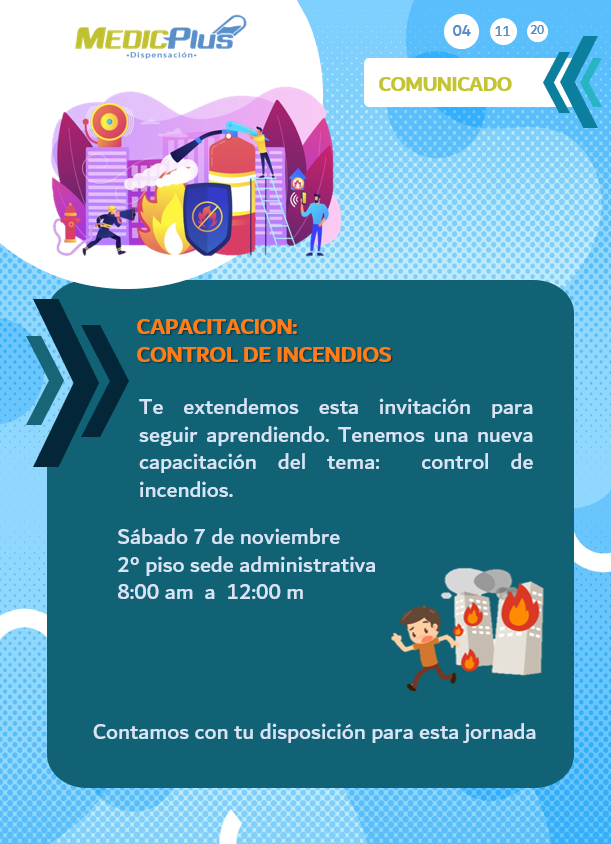 MEDICPLUS
•Dispensación•
04 11 20
COMUNICADO
CAPACITACION:
CONTROL DE INCENDIOS
Te extendemos esta invitación para
seguir aprendiendo. Tenemos una nueva
capacitación del tema: control de
incendios.
Sábado 7 de noviembre
2º piso sede administrativa
8:00 am a 12:00 m
Contamos con tu disposición para esta jornada